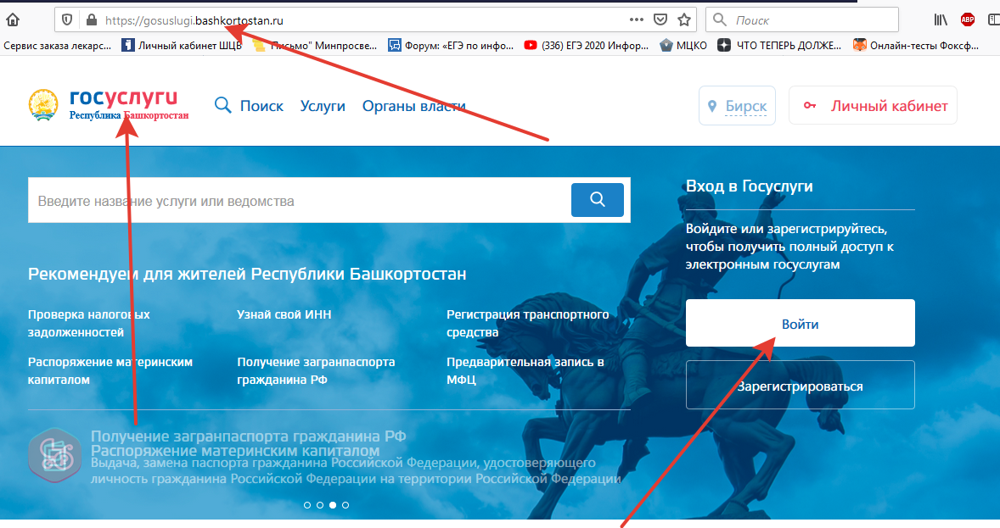 https://gosuslugi.bashkortostan.ru
Поиск
Сервис заказа лекарс...
Личный кабинет ШЦВ
Письмо" Минпросве...
Форум: «ЕГЭ по инфо...
(336) ЕГЭ 2020 Инфор...
МЦКО
ЧТО ТЕПЕРЬ ДОЛЖЕ...
Онлайн-тесты Фоксф...
ABP
госуслуги
Республика Башкортостан
Поиск
Услуги
Органы власти
Бирск
Личный кабинет
Введите название услуги или ведомства
Рекомендуем для жителей Республики Башкортостан
Проверка налоговых
задолженностей
Узнай свой ИНН
Регистрация транспортного
средства
Распоряжение материнским
капиталом
Получение загранпаспорта
гражданина РФ
Предварительная запись в
МФЦ
Получение загранпаспорта гражданина РФ
Распоряжение материнским капиталом
Выдача, замена паспорта гражданина Российской Федерации, удостоверяющего
личность гражданина Российской Федерации на территории Российской Федерации
Вход в Госуслуги
Войдите или зарегистрируйтесь,
чтобы получить полный доступ к
электронным госуслугам
Войти
Зарегистрироваться